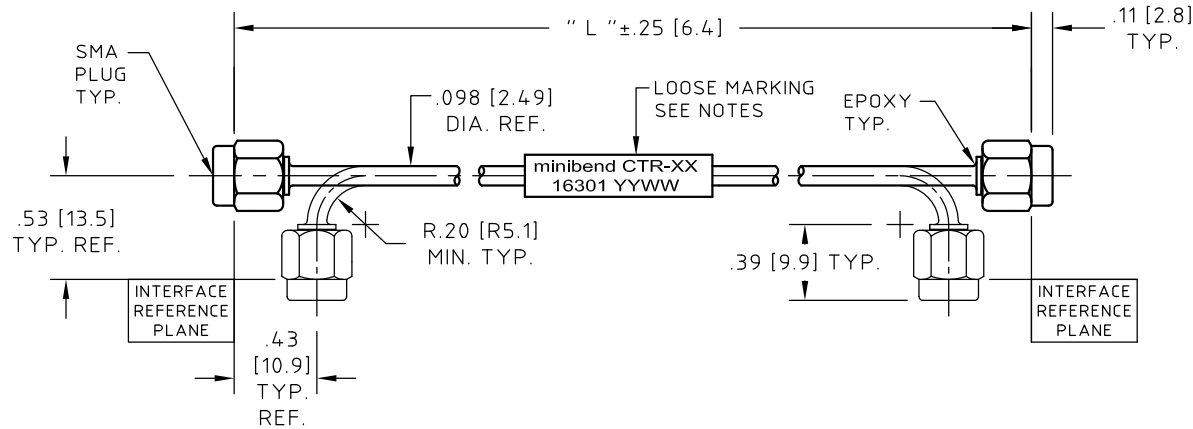 " L "±.25 [6.4]
.11 [2.8]
TYP.
SMA
PLUG
TYP.
.098 [2.49]
DIA. REF.
LOOSE MARKING
SEE NOTES
EPOXY
TYP.
minibend CTR-XX
16301 YYWW
.53 [13.5]
TYP. REF.
R.20 [R5.1]
MIN. TYP.
.39 [9.9] TYP.
INTERFACE
REFERENCE
PLANE
INTERFACE
REFERENCE
PLANE
.43
[10.9]
TYP.
REF.